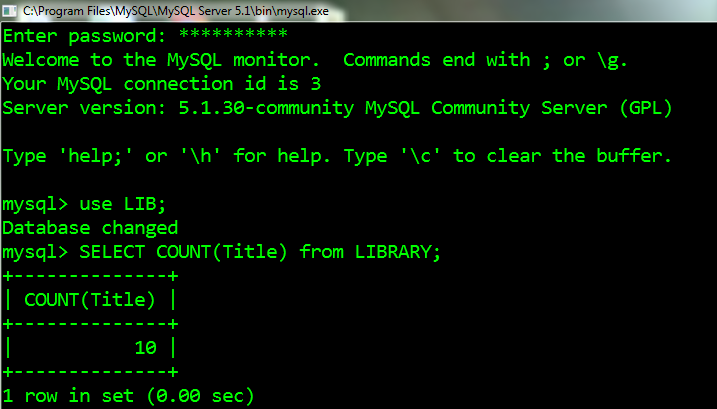 C:\Program Files\MySQL\MySQL Server 5.1\bin\mysql.exe
Enter password: **********
Welcome to the MySQL monitor.  Commands end with ; or \g.
Your MySQL connection id is 3
Server version: 5.1.30-community MySQL Community Server (GPL)

Type 'help;' or '\h' for help. Type '\c' to clear the buffer.

mysql> use LIB;
Database changed
mysql> SELECT COUNT(Title) from LIBRARY;
+--------------+
| COUNT(Title) |
+--------------+
|           10 |
+--------------+
1 row in set (0.00 sec)